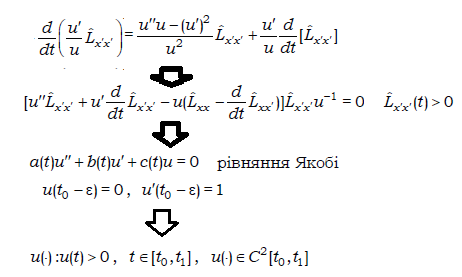 d/dt (u′/u L̂ₓ′ₓ′) = (u″u − (u′)²)/u² L̂ₓ′ₓ′ + u′/u d/dt [L̂ₓ′ₓ′]
[u″L̂ₓ′ₓ′ + u′ d/dt L̂ₓ′ₓ′ − u(L̂ₓₓ − d/dt L̂ₓₓ′)]L̂ₓ′ₓ′u⁻¹ = 0 L̂ₓ′ₓ′(t) > 0
a(t)u″ + b(t)u′ + c(t)u = 0 рівняння Якобі
u(t₀ − ε) = 0 , u′(t₀ − ε) = 1
u(·) : u(t) > 0 , t ∈ [t₀, t₁] , u(·) ∈ C²[t₀, t₁]